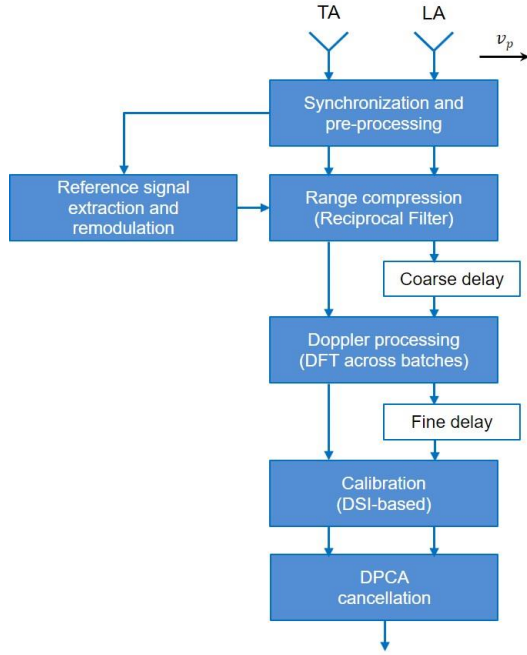 TA
LA
v_p
Synchronization and
pre-processing
Reference signal
extraction and
remodulation
Range compression
(Reciprocal Filter)
Coarse delay
Doppler processing
(DFT across batches)
Fine delay
Calibration
(DSI-based)
DPCA
cancellation